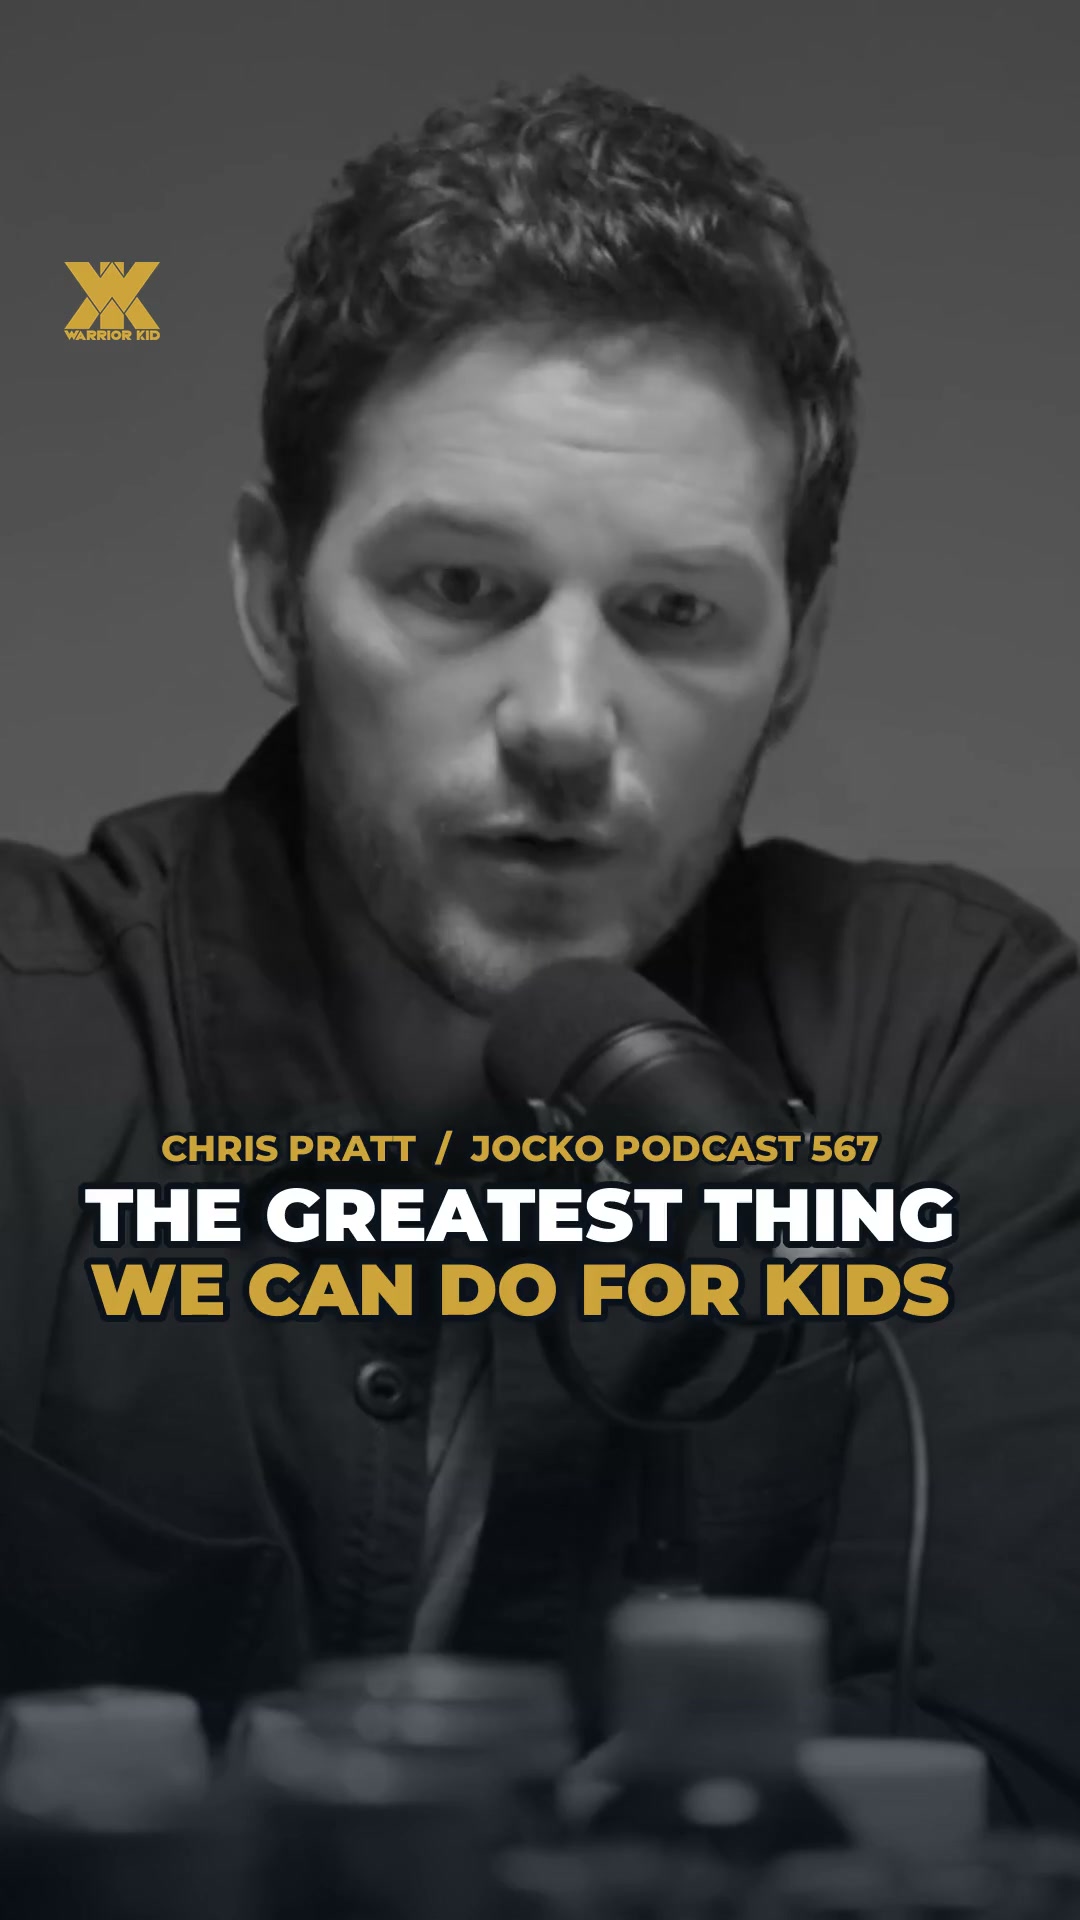 WARRIOR KID
CHRIS PRATT / JOCKO PODCAST 567
THE GREATEST THING
WE CAN DO FOR KIDS